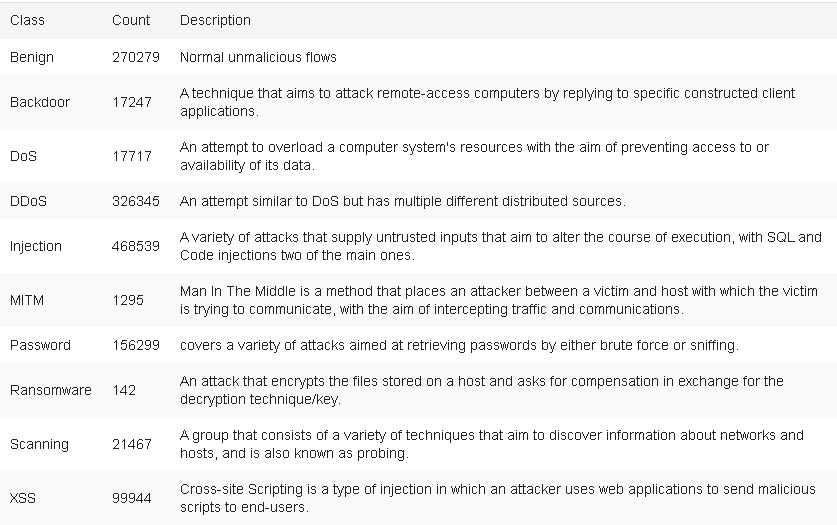 Class Count Description
Benign 270279 Normal unmalicious flows
Backdoor 17247 A technique that aims to attack remote-access computers by replying to specific constructed client
applications.
DoS 17717 An attempt to overload a computer system's resources with the aim of preventing access to or
availability of its data.
DDoS 326345 An attempt similar to DoS but has multiple different distributed sources.
Injection 468539 A variety of attacks that supply untrusted inputs that aim to alter the course of execution, with SQL and
Code injections two of the main ones.
MITM 1295 Man In The Middle is a method that places an attacker between a victim and host with which the victim
is trying to communicate, with the aim of intercepting traffic and communications.
Password 156299 covers a variety of attacks aimed at retrieving passwords by either brute force or sniffing.
Ransomware 142 An attack that encrypts the files stored on a host and asks for compensation in exchange for the
decryption technique/key.
Scanning 21467 A group that consists of a variety of techniques that aim to discover information about networks and
hosts, and is also known as probing.
XSS 99944 Cross-site Scripting is a type of injection in which an attacker uses web applications to send malicious
scripts to end-users.